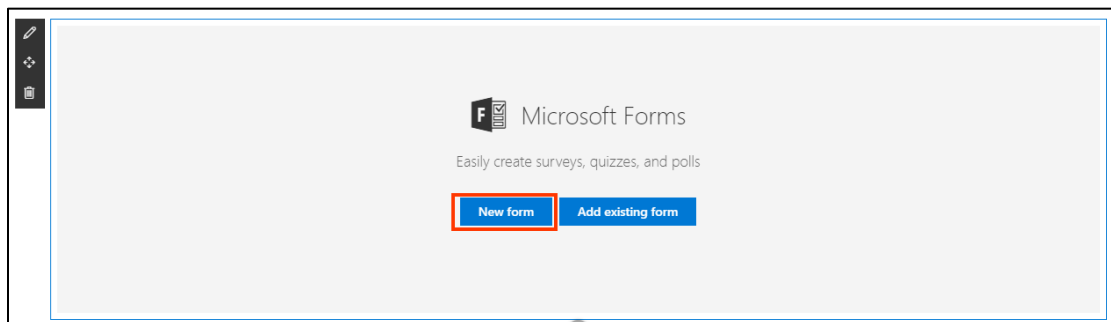 F Microsoft Forms
Easily create surveys, quizzes, and polls
New form Add existing form